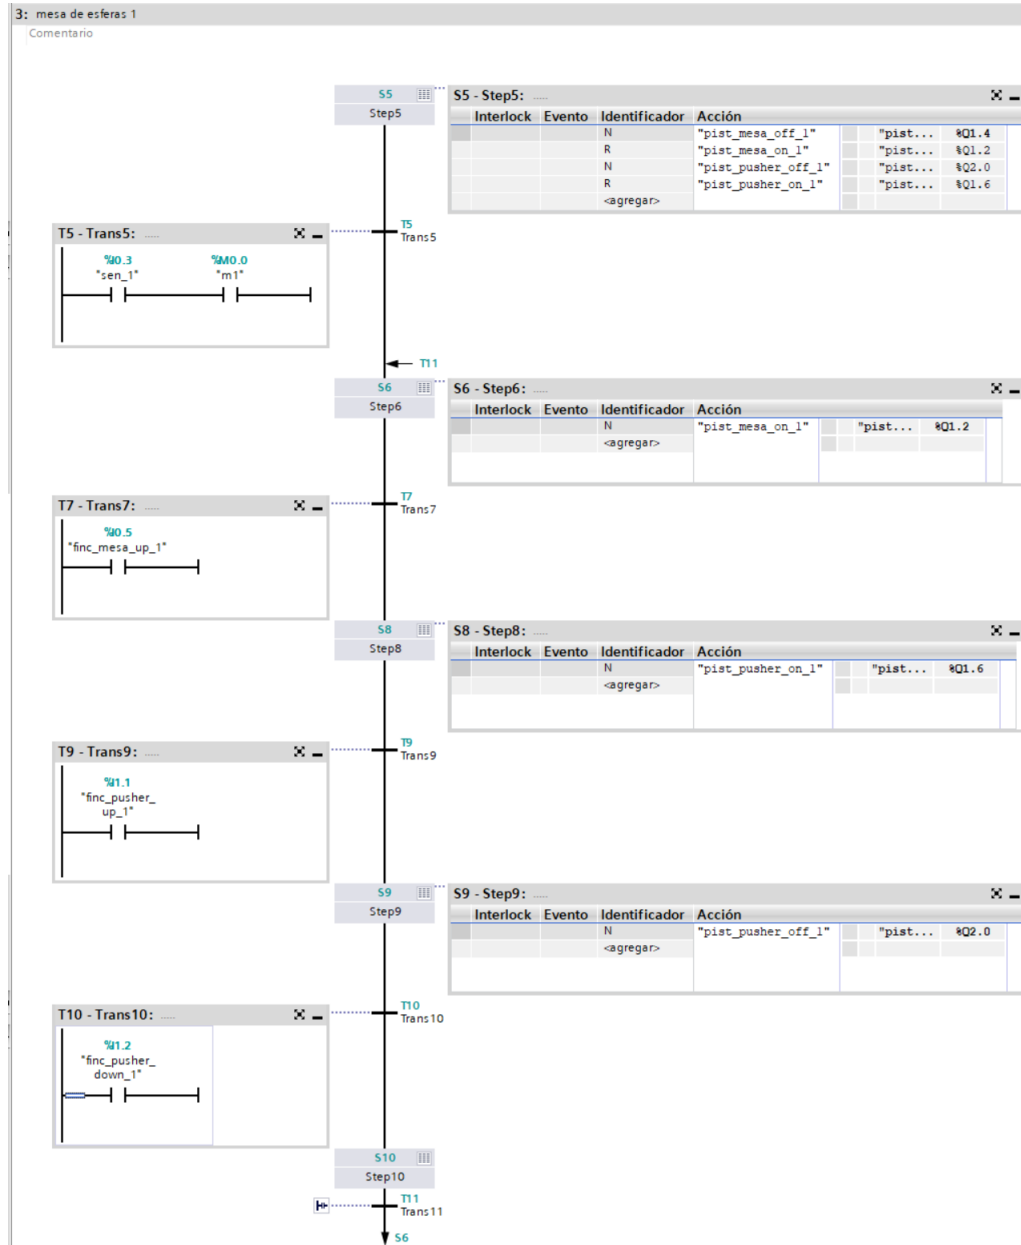 3: mesa de esferas 1
Comentario
S5
Step5
S5 - Step5: .....
Interlock Evento Identificador Acción
N "pist_mesa_off_1" "pist... %Q1.4
R "pist_mesa_on_1" "pist... %Q1.2
N "pist_pusher_off_1" "pist... %Q2.0
R "pist_pusher_on_1" "pist... %Q1.6
<agregar>
T5 - Trans5: .....
T5
Trans5
%I0.3 %M0.0
"sen_1" "m1"
T11
S6
Step6
S6 - Step6: .....
Interlock Evento Identificador Acción
N "pist_mesa_on_1" "pist... %Q1.2
<agregar>
T7 - Trans7: .....
T7
Trans7
%I0.5
"finc_mesa_up_1"
S8
Step8
S8 - Step8: .....
Interlock Evento Identificador Acción
N "pist_pusher_on_1" "pist... %Q1.6
<agregar>
T9 - Trans9: .....
T9
Trans9
%I1.1
"finc_pusher_
up_1"
S9
Step9
S9 - Step9: .....
Interlock Evento Identificador Acción
N "pist_pusher_off_1" "pist... %Q2.0
<agregar>
T10 - Trans10: .....
T10
Trans10
%I1.2
"finc_pusher_
down_1"
S10
Step10
T11
Trans11
S6